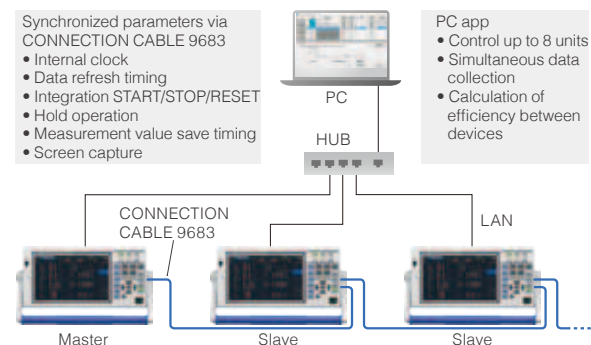 Synchronized parameters via
CONNECTION CABLE 9683
• Internal clock
• Data refresh timing
• Integration START/STOP/RESET
• Hold operation
• Measurement value save timing
• Screen capture
PC app
• Control up to 8 units
• Simultaneous data
collection
• Calculation of
efficiency between
devices
PC
HUB
CONNECTION
CABLE 9683
LAN
Master
Slave
Slave